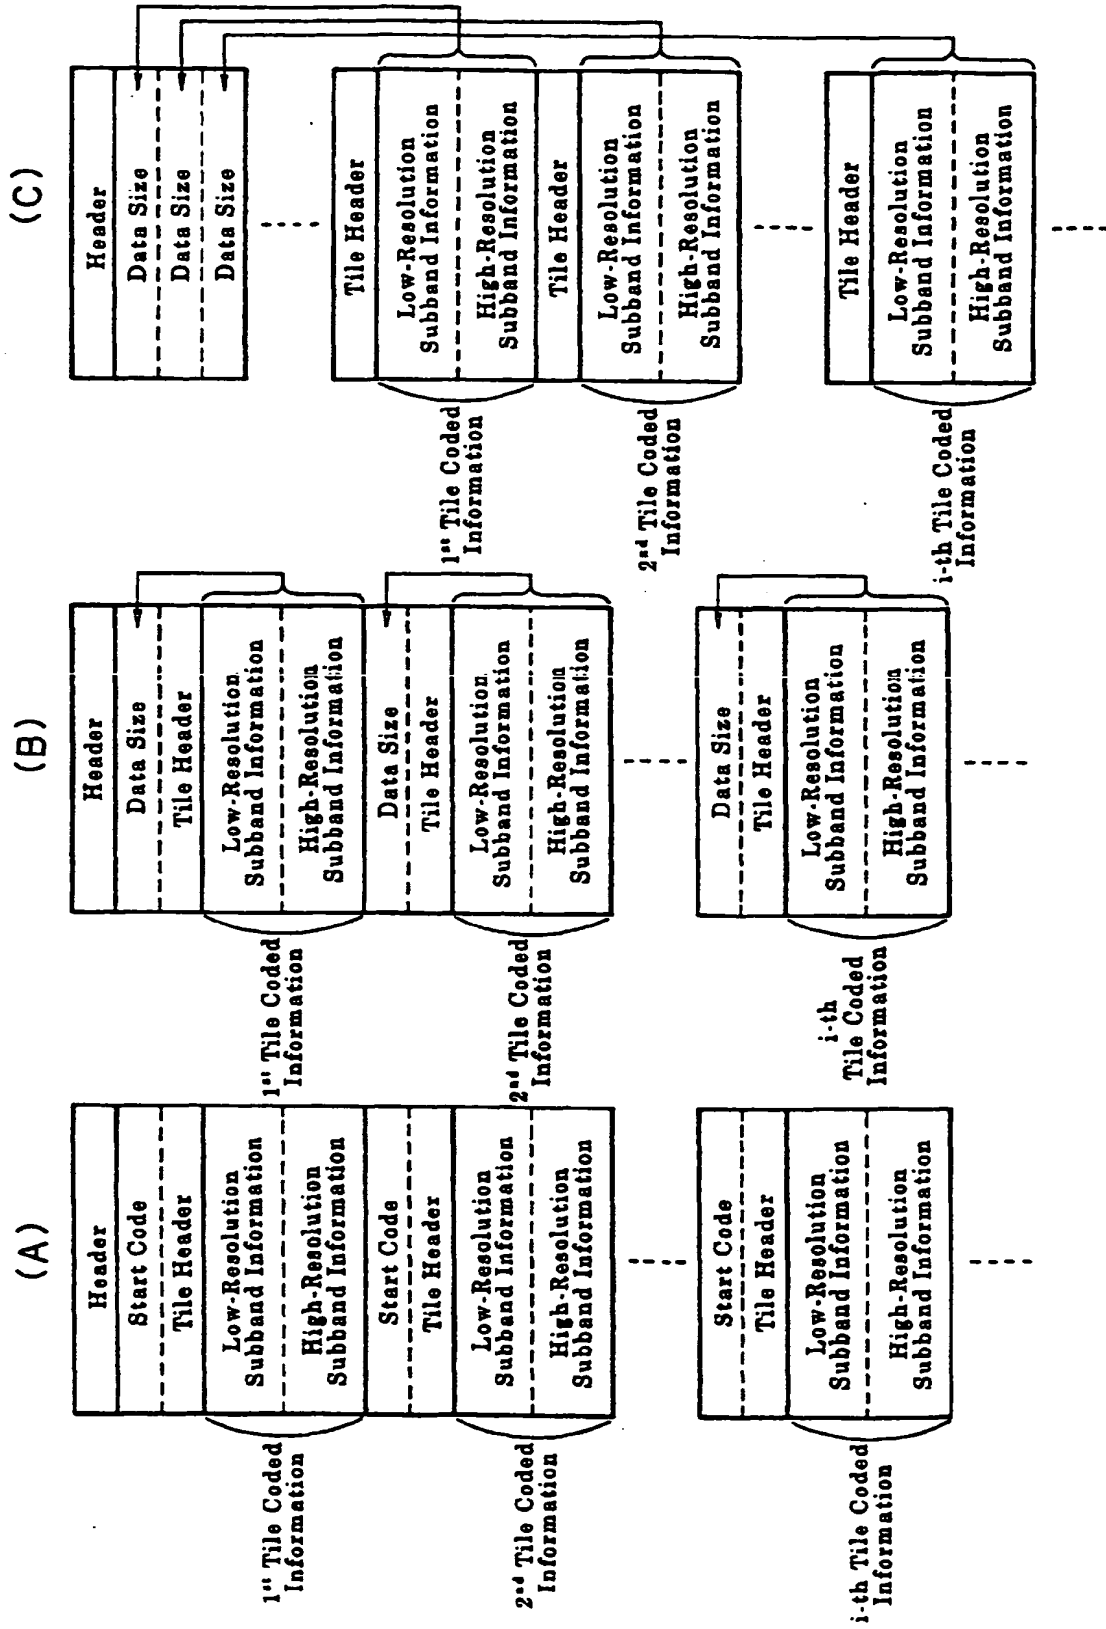 (A)
Header
Start Code
Tile Header
Low-Resolution
Subband Information
High-Resolution
Subband Information
Start Code
Tile Header
Low-Resolution
Subband Information
High-Resolution
Subband Information
Start Code
Tile Header
Low-Resolution
Subband Information
High-Resolution
Subband Information
1st Tile Coded
Information
2nd Tile Coded
Information
i-th Tile Coded
Information
(B)
Header
Data Size
Tile Header
Low-Resolution
Subband Information
High-Resolution
Subband Information
Data Size
Tile Header
Low-Resolution
Subband Information
High-Resolution
Subband Information
Data Size
Tile Header
Low-Resolution
Subband Information
High-Resolution
Subband Information
1st Tile Coded
Information
2nd Tile Coded
Information
i-th
Tile Coded
Information
(C)
Header
Data Size
Data Size
Data Size
Tile Header
Low-Resolution
Subband Information
High-Resolution
Subband Information
Tile Header
Low-Resolution
Subband Information
High-Resolution
Subband Information
Tile Header
Low-Resolution
Subband Information
High-Resolution
Subband Information
1st Tile Coded
Information
2nd Tile Coded
Information
i-th Tile Coded
Information